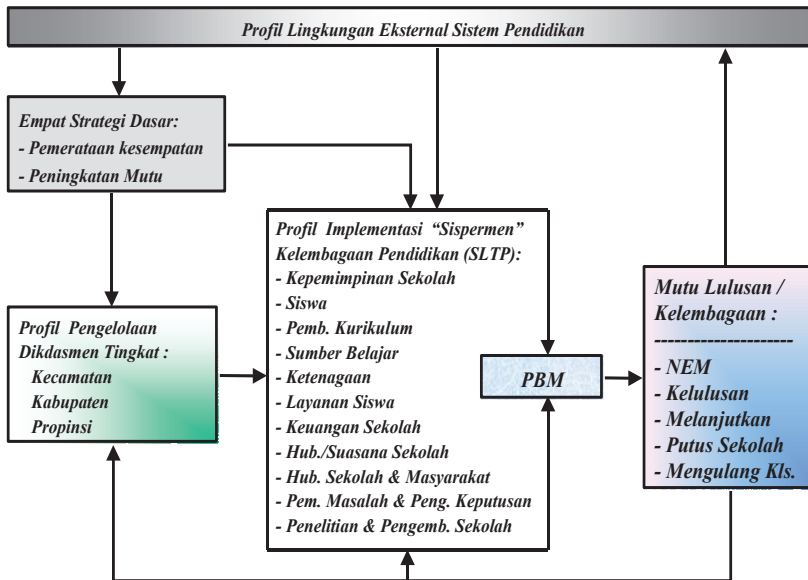 Profil Lingkungan Eksternal Sistem Pendidikan
Empat Strategi Dasar:
- Pemerataan kesempatan
- Peningkatan Mutu
Profil Pengelolaan
Dikdasmen Tingkat :
Kecamatan
Kabupaten
Propinsi
Profil Implementasi “Sispermen”
Kelembagaan Pendidikan (SLTP):
- Kepemimpinan Sekolah
- Siswa
- Pemb. Kurikulum
- Sumber Belajar
- Ketenagaan
- Layanan Siswa
- Keuangan Sekolah
- Hub./Suasana Sekolah
- Hub. Sekolah & Masyarakat
- Pem. Masalah & Peng. Keputusan
- Penelitian & Pengemb. Sekolah
PBM
Mutu Lulusan /
Kelembagaan :
---------------------
- NEM
- Kelulusan
- Melanjutkan
- Putus Sekolah
- Mengulang Kls.